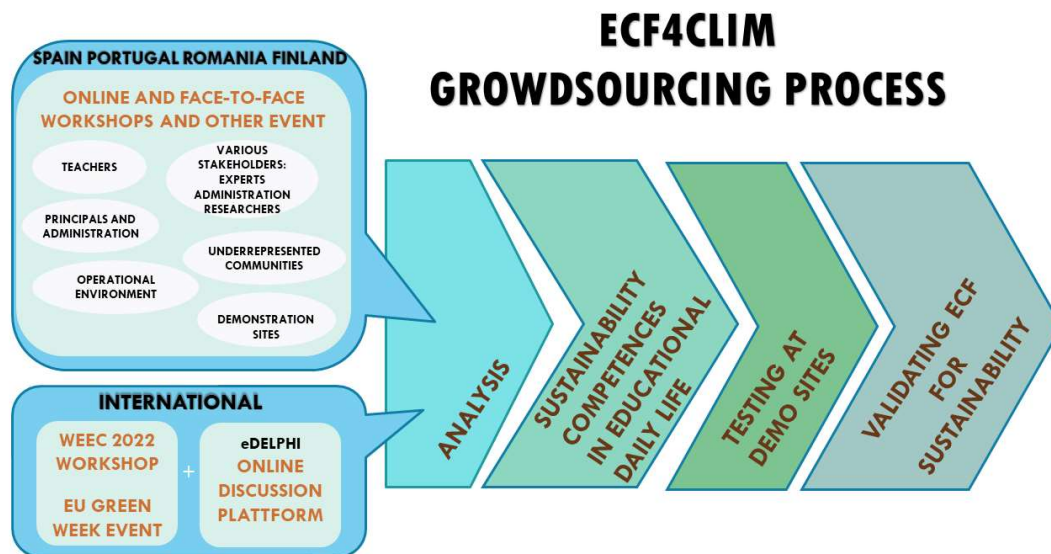 ECF4CLIM
GROWDSOURCING PROCESS
SPAIN PORTUGAL ROMANIA FINLAND
ONLINE AND FACE-TO-FACE
WORKSHOPS AND OTHER EVENT
TEACHERS
VARIOUS
STAKEHOLDERS:
EXPERTS
ADMINISTRATION
RESEARCHERS
PRINCIPALS AND
ADMINISTRATION
UNDERREPRESENTED
COMMUNITIES
OPERATIONAL
ENVIRONMENT
DEMONSTRATION
SITES
INTERNATIONAL
WEEC 2022
WORKSHOP
EU GREEN
WEEK EVENT
+
eDELPHI
ONLINE
DISCUSSION
PLATTFORM
ANALYSIS
SUSTAINABILITY
COMPETENCES
IN EDUCATIONAL
DAILY LIFE
TESTING AT
DEMO SITES
VALIDATING ECF
FOR
SUSTAINABILITY